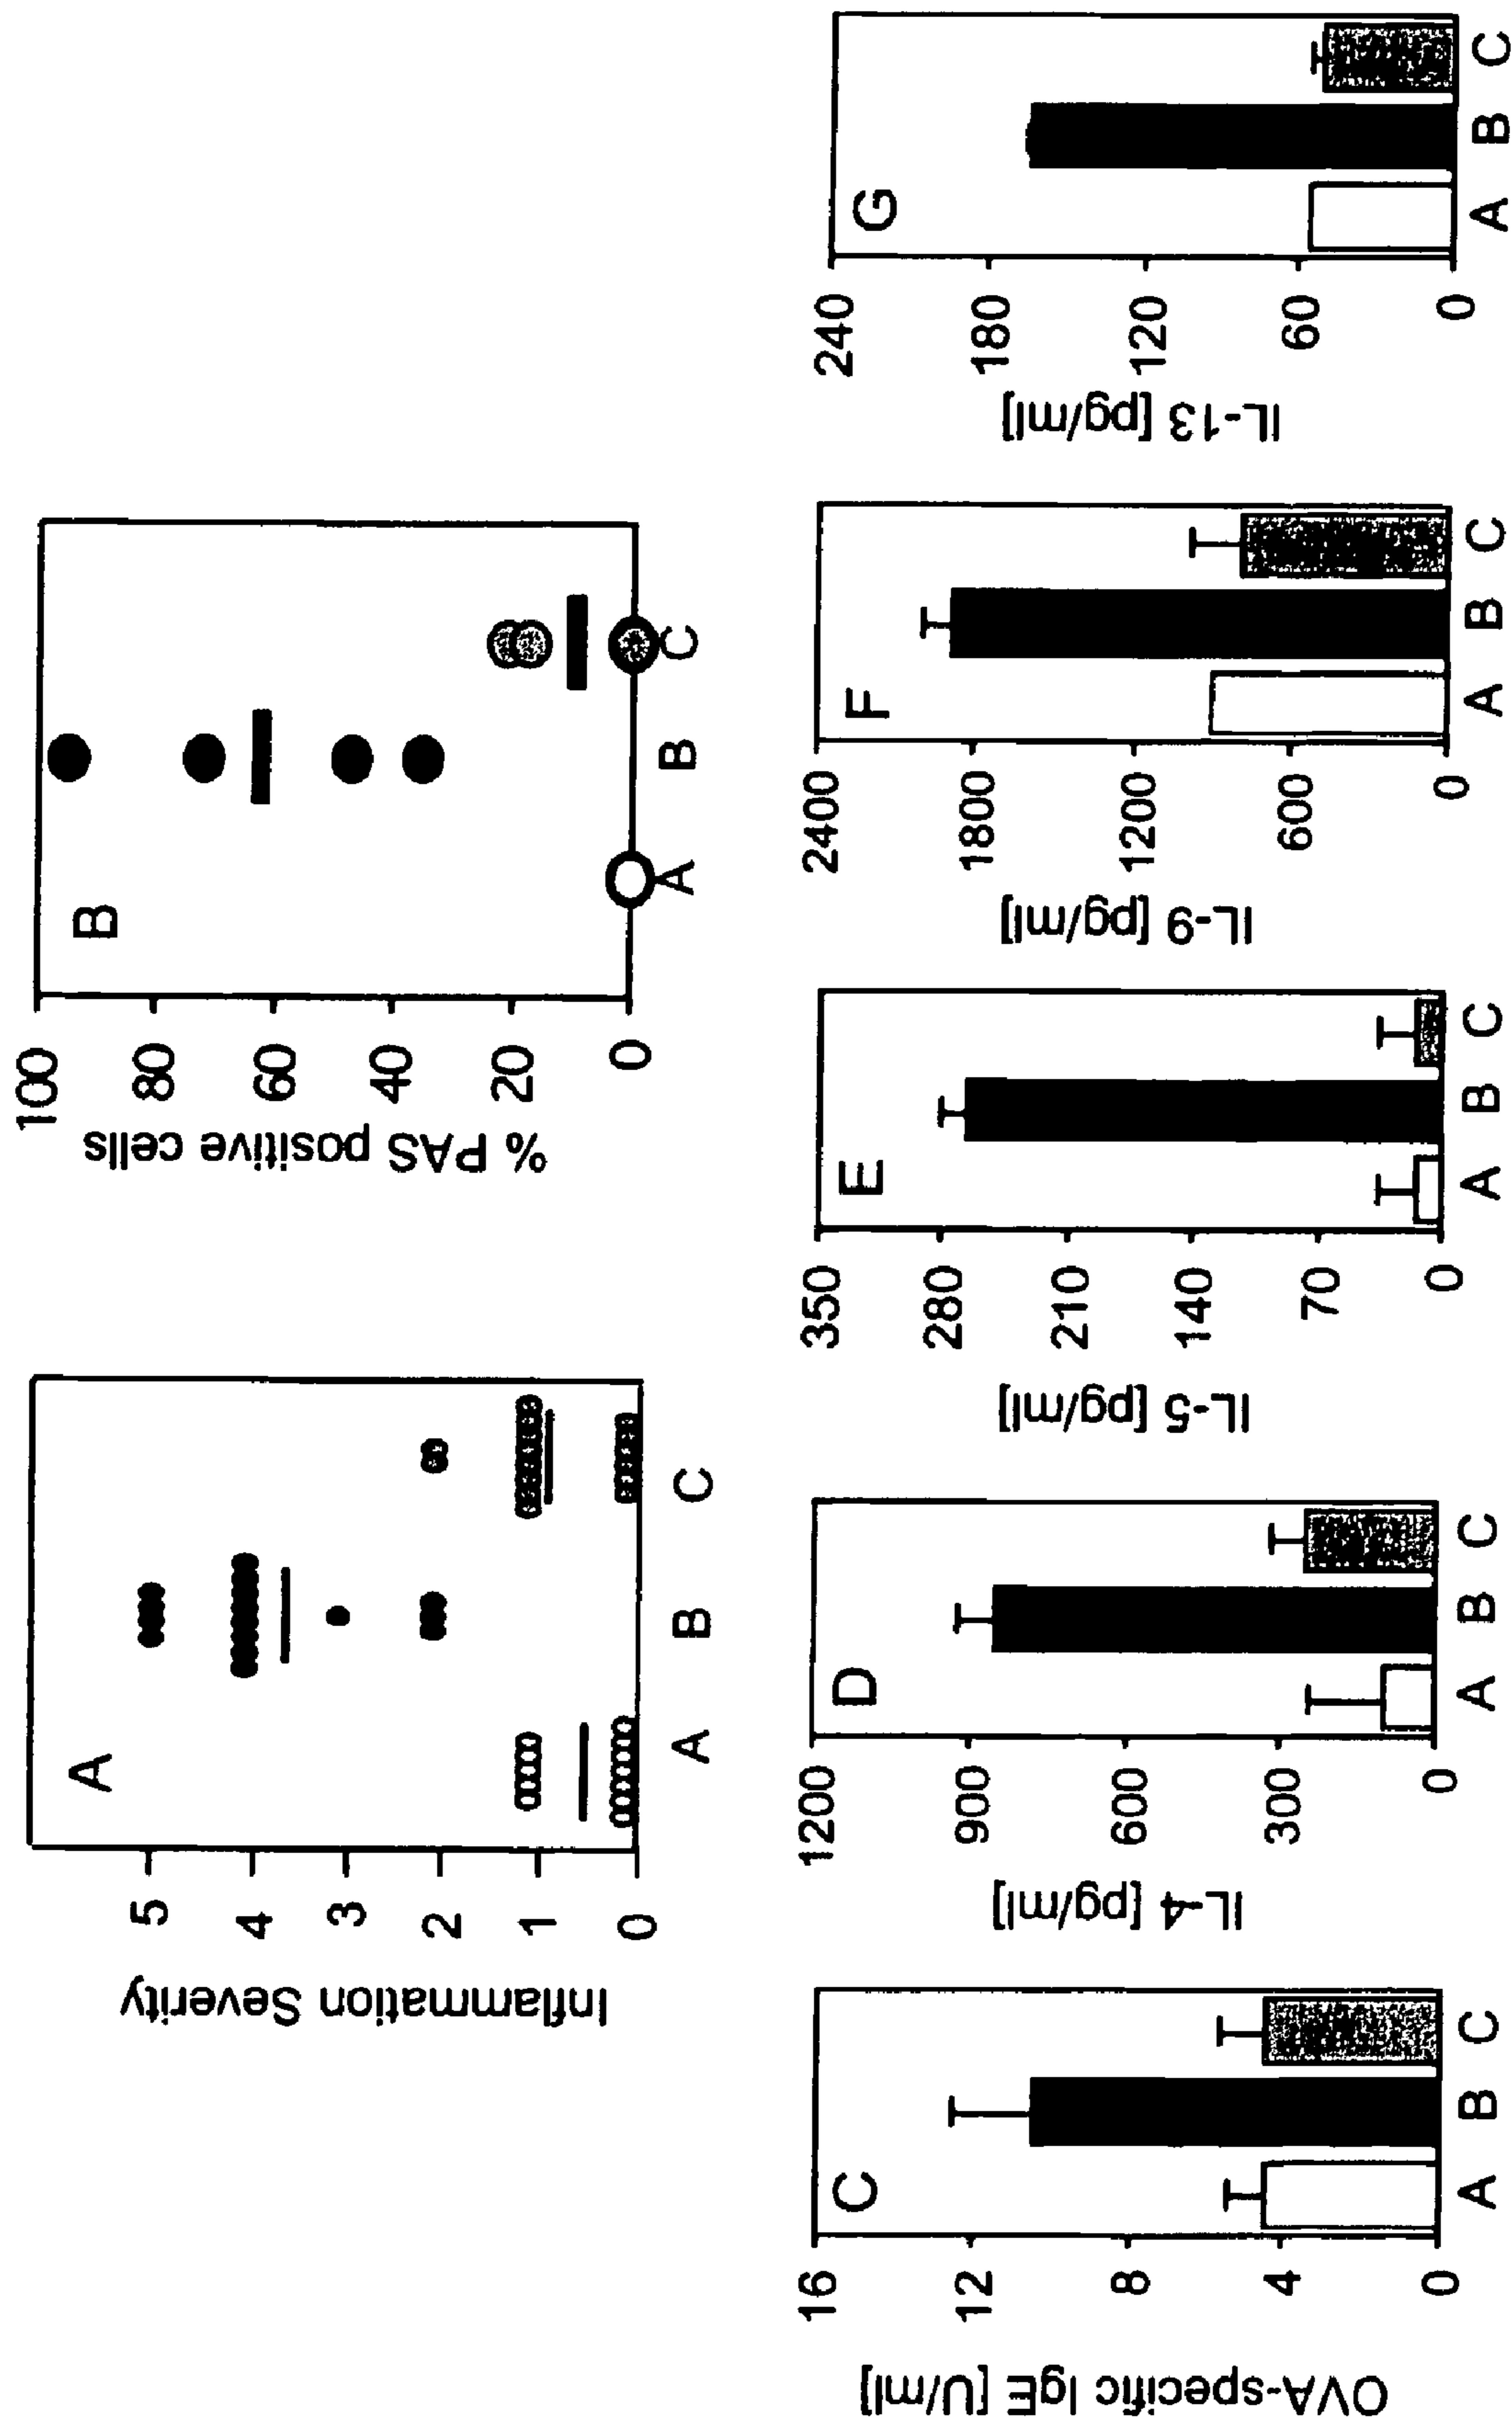 A
Inflammation Severity
5
4
3
2
1
0
A B C
B
% PAS positive cells
100
80
60
40
20
0
A B C
C
OVA-specific IgE [U/ml]
16
12
8
4
0
A B C
D
IL-4 [pg/ml]
1200
900
600
300
0
A B C
E
IL-5 [pg/ml]
350
280
210
140
70
0
A B C
F
IL-9 [pg/ml]
2400
1800
1200
600
0
A B C
G
IL-13 [pg/ml]
240
180
120
60
0
A B C